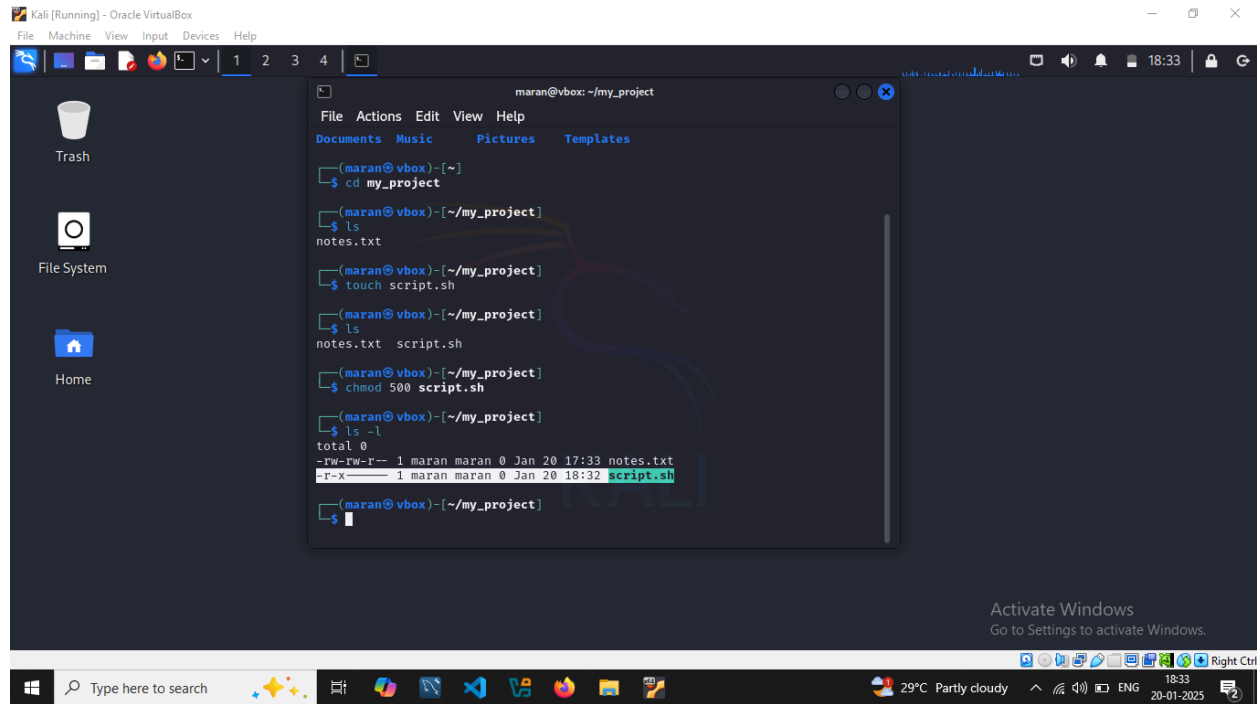 Kali [Running] - Oracle VirtualBox
File Machine View Input Devices Help
1 2 3 4
18:33
Trash
File System
Home
maran@vbox: ~/my_project
File Actions Edit View Help
Documents Music Pictures Templates
┌──(maran㉿vbox)-[~]
└─$ cd my_project
┌──(maran㉿vbox)-[~/my_project]
└─$ ls
notes.txt
┌──(maran㉿vbox)-[~/my_project]
└─$ touch script.sh
┌──(maran㉿vbox)-[~/my_project]
└─$ ls
notes.txt script.sh
┌──(maran㉿vbox)-[~/my_project]
└─$ chmod 500 script.sh
┌──(maran㉿vbox)-[~/my_project]
└─$ ls -l
total 0
-rw-rw-r-- 1 maran maran 0 Jan 20 17:33 notes.txt
-r-x------ 1 maran maran 0 Jan 20 18:32 script.sh
┌──(maran㉿vbox)-[~/my_project]
└─$
KALI
Activate Windows
Go to Settings to activate Windows.
Right Ctrl
Type here to search
29°C Partly cloudy
ENG
18:33
20-01-2025
2